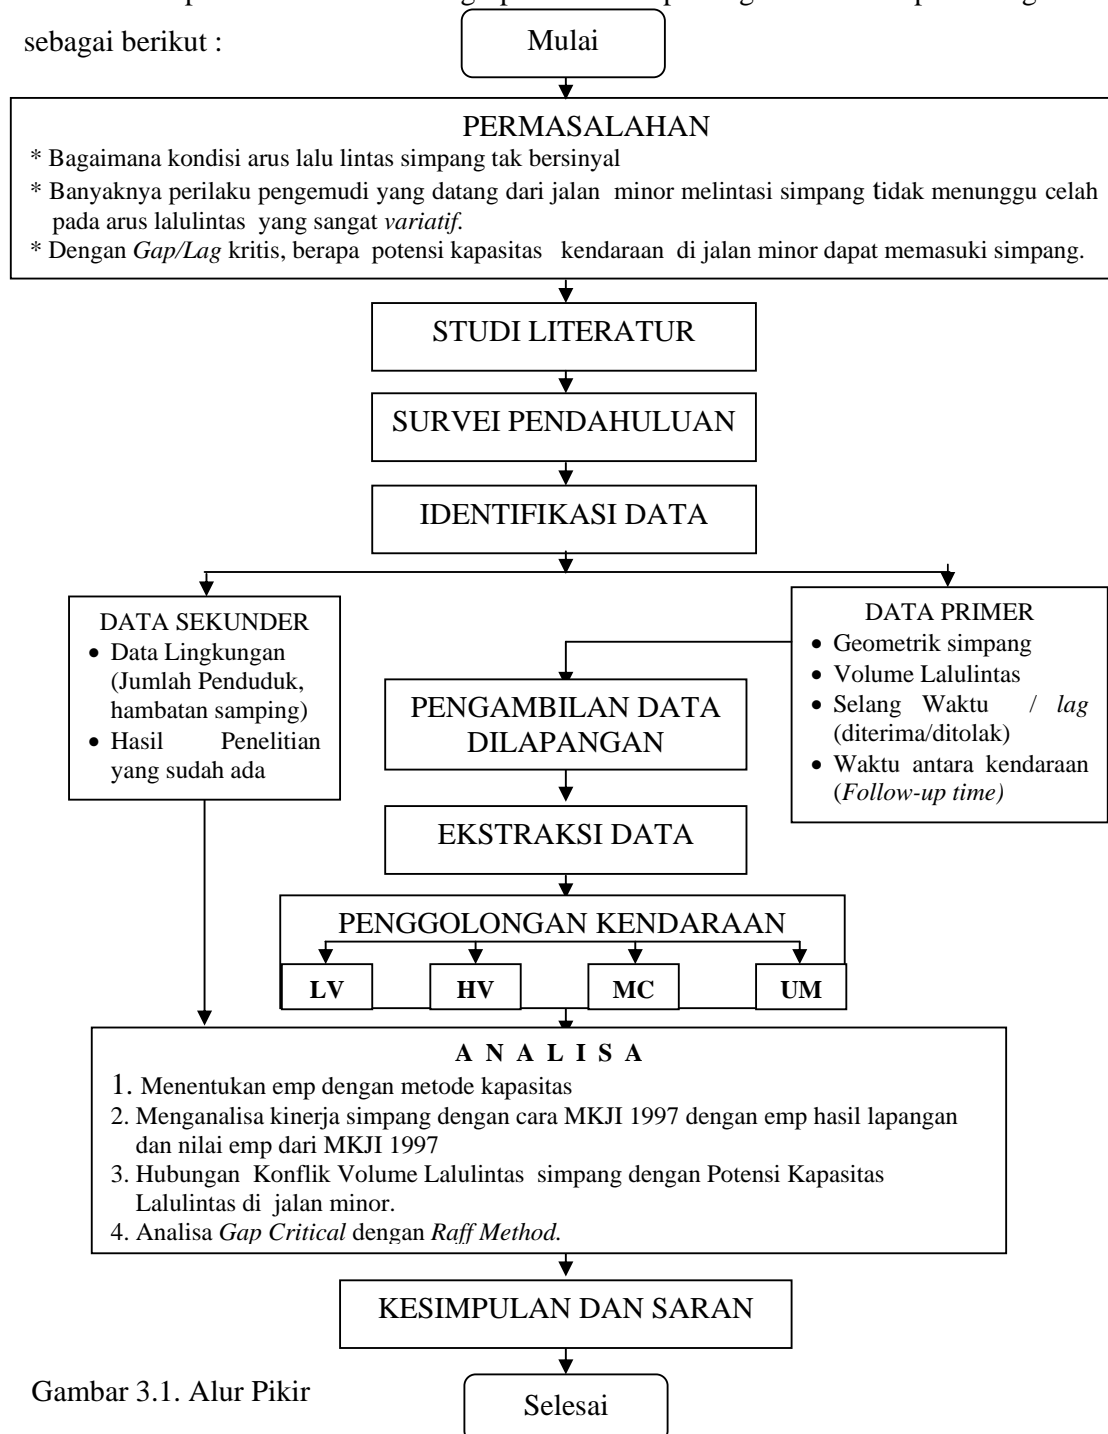 sebagai berikut :
Mulai
PERMASALAHAN
* Bagaimana kondisi arus lalu lintas simpang tak bersinyal
* Banyaknya perilaku pengemudi yang datang dari jalan minor melintasi simpang tidak menunggu celah
pada arus lalulintas yang sangat variatif.
* Dengan Gap/Lag kritis, berapa potensi kapasitas kendaraan di jalan minor dapat memasuki simpang.
STUDI LITERATUR
SURVEI PENDAHULUAN
IDENTIFIKASI DATA
DATA SEKUNDER
• Data Lingkungan
(Jumlah Penduduk,
hambatan samping)
• Hasil Penelitian
yang sudah ada
DATA PRIMER
• Geometrik simpang
• Volume Lalulintas
• Selang Waktu / lag
(diterima/ditolak)
• Waktu antara kendaraan
(Follow-up time)
PENGAMBILAN DATA
DILAPANGAN
EKSTRAKSI DATA
PENGGOLONGAN KENDARAAN
LV HV MC UM
A N A L I S A
1. Menentukan emp dengan metode kapasitas
2. Menganalisa kinerja simpang dengan cara MKJI 1997 dengan emp hasil lapangan
dan nilai emp dari MKJI 1997
3. Hubungan Konflik Volume Lalulintas simpang dengan Potensi Kapasitas
Lalulintas di jalan minor.
4. Analisa Gap Critical dengan Raff Method.
KESIMPULAN DAN SARAN
Gambar 3.1. Alur Pikir
Selesai